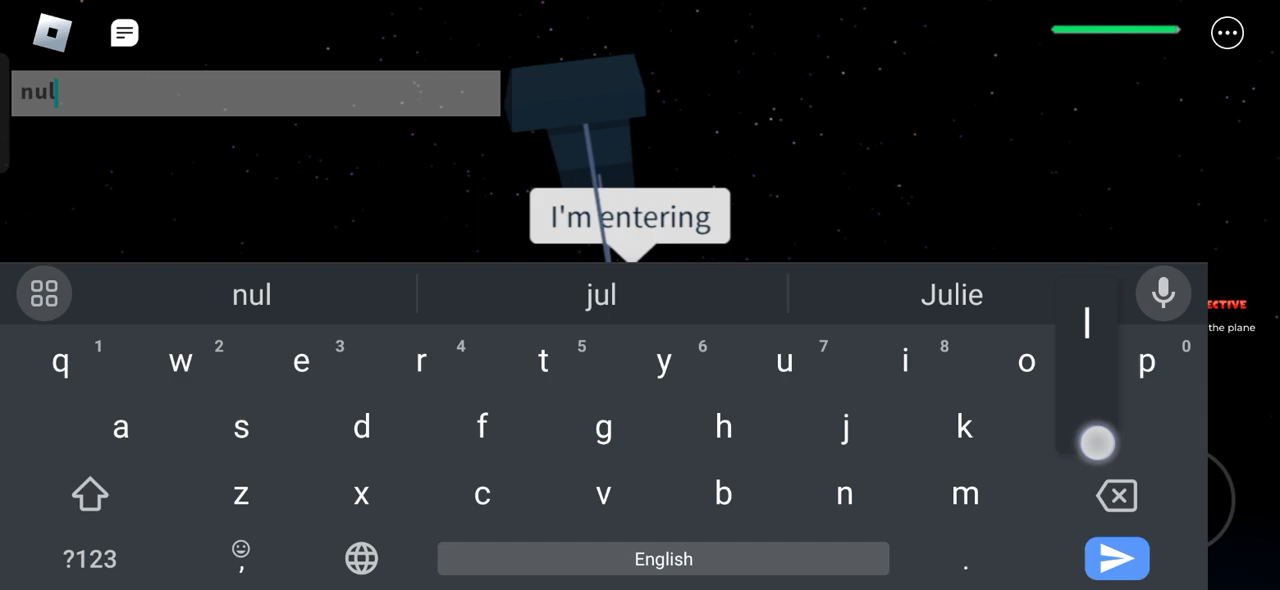 nul
I'm entering
nul jul Julie
l
ECTIVE
the plane
q 1 w 2 e 3 r 4 t 5 y 6 u 7 i 8 o p 0
a s d f g h j k
z x c v b n m
?123 , English .